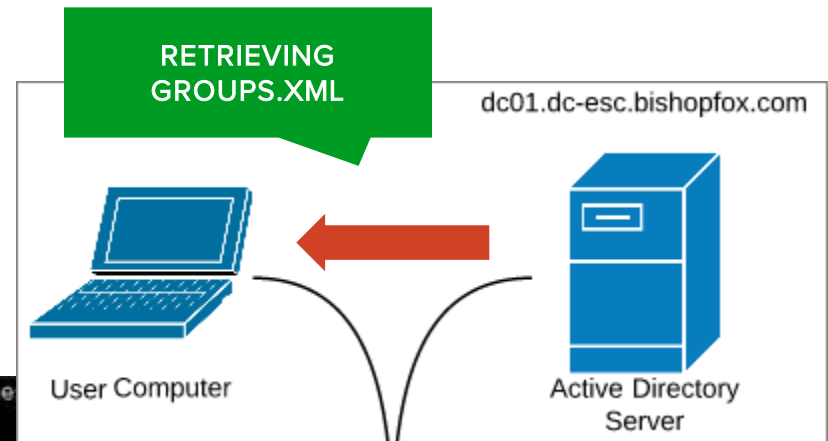 RETRIEVING
GROUPS.XML
dc01.dc-esc.bishopfox.com
User Computer
Active Directory
Server
e